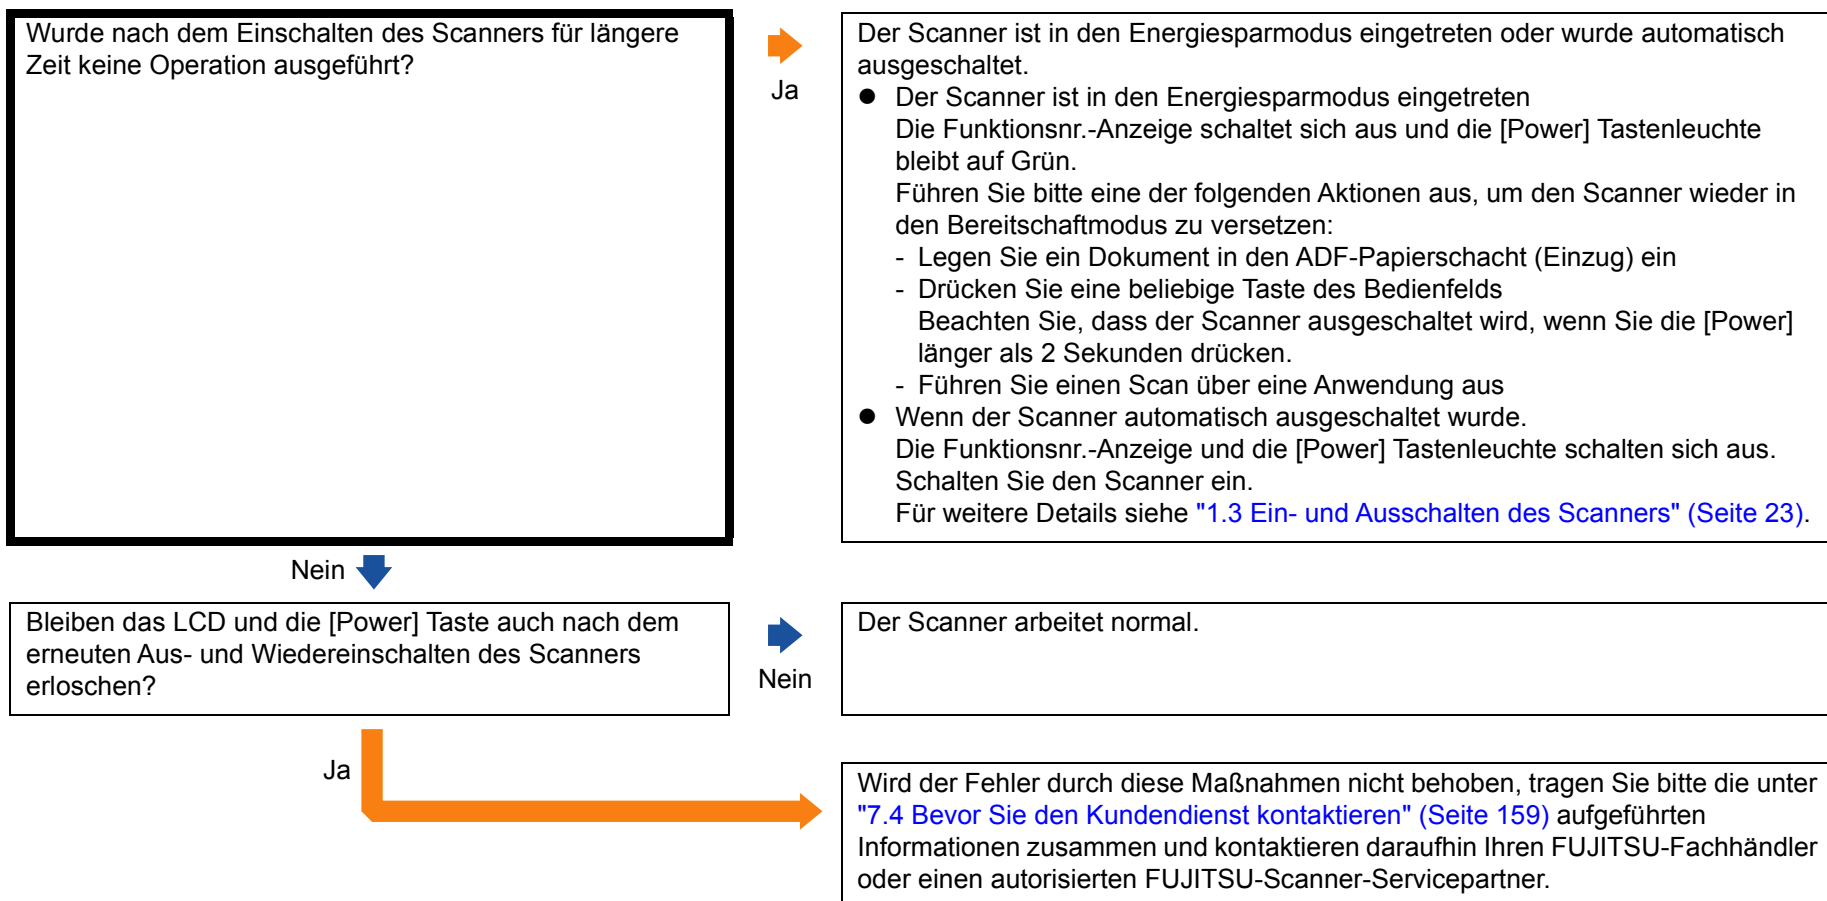 Wurde nach dem Einschalten des Scanners für längere
Zeit keine Operation ausgeführt?
Ja
Der Scanner ist in den Energiesparmodus eingetreten oder wurde automatisch
ausgeschaltet.
● Der Scanner ist in den Energiesparmodus eingetreten
Die Funktionsnr.-Anzeige schaltet sich aus und die [Power] Tastenleuchte
bleibt auf Grün.
Führen Sie bitte eine der folgenden Aktionen aus, um den Scanner wieder in
den Bereitschaftmodus zu versetzen:
- Legen Sie ein Dokument in den ADF-Papierschacht (Einzug) ein
- Drücken Sie eine beliebige Taste des Bedienfelds
Beachten Sie, dass der Scanner ausgeschaltet wird, wenn Sie die [Power]
länger als 2 Sekunden drücken.
- Führen Sie einen Scan über eine Anwendung aus
● Wenn der Scanner automatisch ausgeschaltet wurde.
Die Funktionsnr.-Anzeige und die [Power] Tastenleuchte schalten sich aus.
Schalten Sie den Scanner ein.
Für weitere Details siehe "1.3 Ein- und Ausschalten des Scanners" (Seite 23).
Nein
Bleiben das LCD und die [Power] Taste auch nach dem
erneuten Aus- und Wiedereinschalten des Scanners
erloschen?
Nein
Der Scanner arbeitet normal.
Ja
Wird der Fehler durch diese Maßnahmen nicht behoben, tragen Sie bitte die unter
"7.4 Bevor Sie den Kundendienst kontaktieren" (Seite 159) aufgeführten
Informationen zusammen und kontaktieren daraufhin Ihren FUJITSU-Fachhändler
oder einen autorisierten FUJITSU-Scanner-Servicepartner.